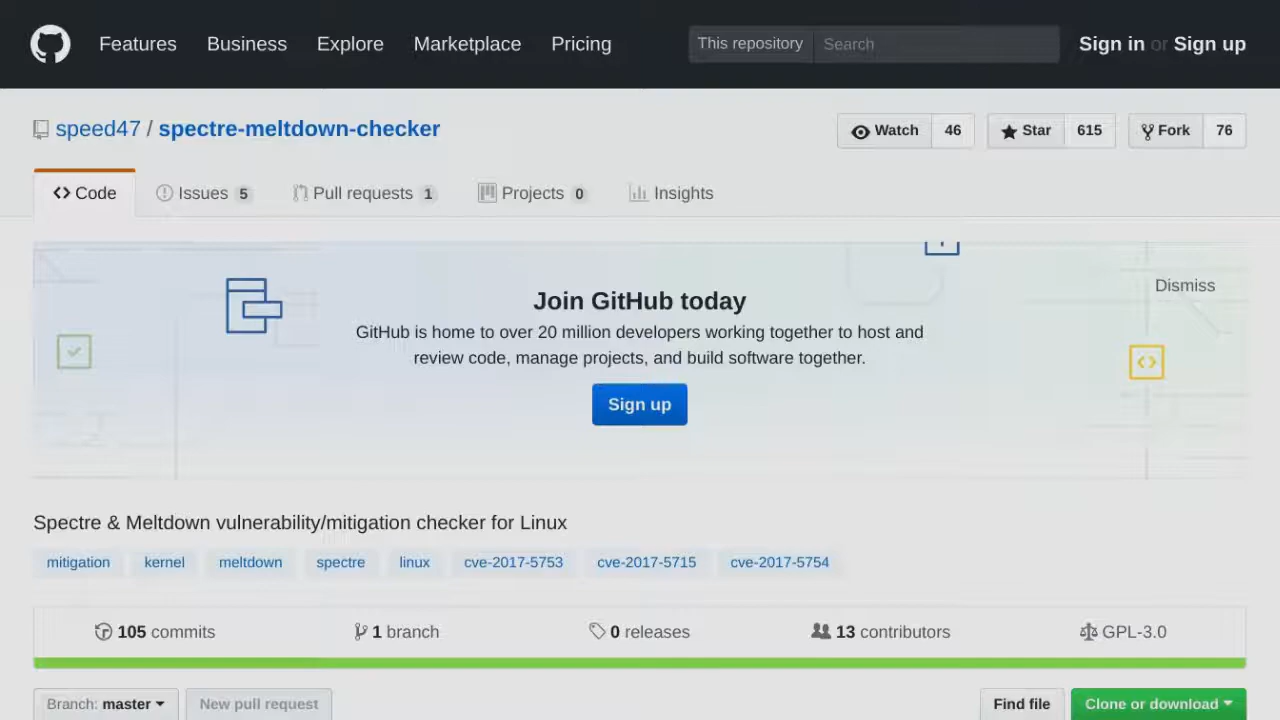 Features Business Explore Marketplace Pricing This repository Search Sign in or Sign up
speed47 / spectre-meltdown-checker Watch 46 Star 615 Fork 76
Code Issues 5 Pull requests 1 Projects 0 Insights
Dismiss
Join GitHub today
GitHub is home to over 20 million developers working together to host and
review code, manage projects, and build software together.
Sign up
Spectre & Meltdown vulnerability/mitigation checker for Linux
mitigation kernel meltdown spectre linux cve-2017-5753 cve-2017-5715 cve-2017-5754
105 commits 1 branch 0 releases 13 contributors GPL-3.0
Branch: master New pull request Find file Clone or download